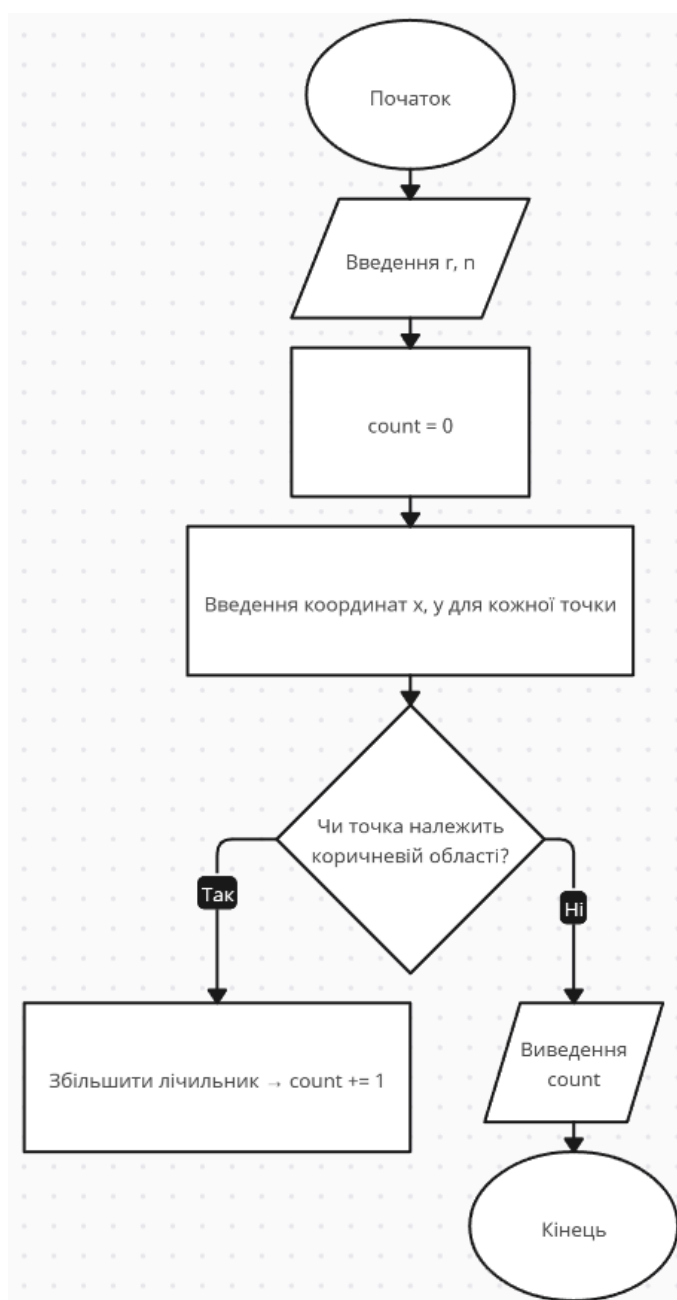 Початок
Введення r, n
count = 0
Введення координат x, y для кожної точки
Чи точка належить
коричневій області?
Так
Ні
Збільшити лічильник → count += 1
Виведення
count
Кінець